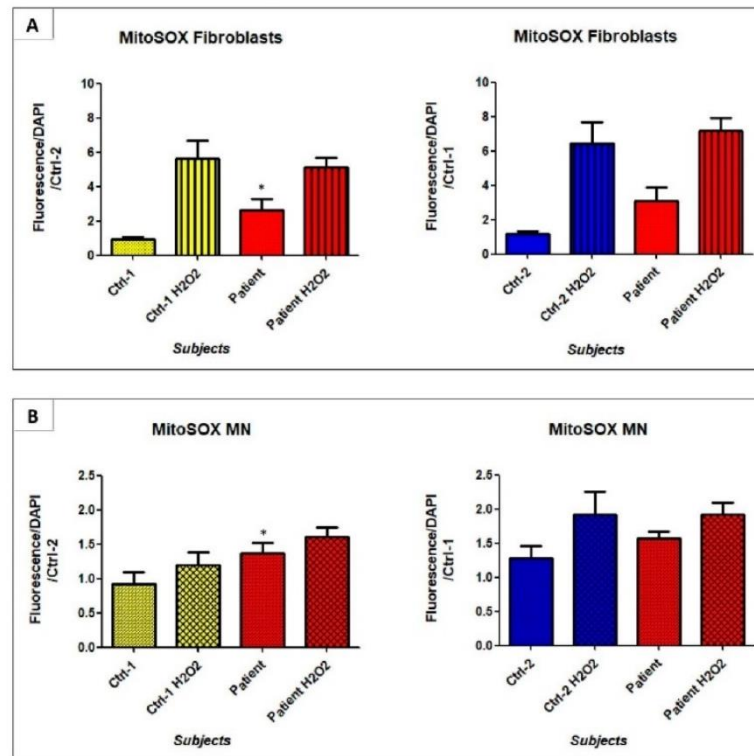 A
MitoSOX Fibroblasts
Fluorescence/DAPI
/Ctrl-2
10
8
6
4
2
0
*
Ctrl-1
Ctrl-1 H2O2
Patient
Patient H2O2
Subjects
MitoSOX Fibroblasts
Fluorescence/DAPI
/Ctrl-1
10
8
6
4
2
0
Ctrl-2
Ctrl-2 H2O2
Patient
Patient H2O2
Subjects
B
MitoSOX MN
Fluorescence/DAPI
/Ctrl-2
2.5
2.0
1.5
1.0
0.5
0.0
*
Ctrl-1
Ctrl-1 H2O2
Patient
Patient H2O2
Subjects
MitoSOX MN
Fluorescence/DAPI
/Ctrl-1
2.5
2.0
1.5
1.0
0.5
0.0
Ctrl-2
Ctrl-2 H2O2
Patient
Patient H2O2
Subjects